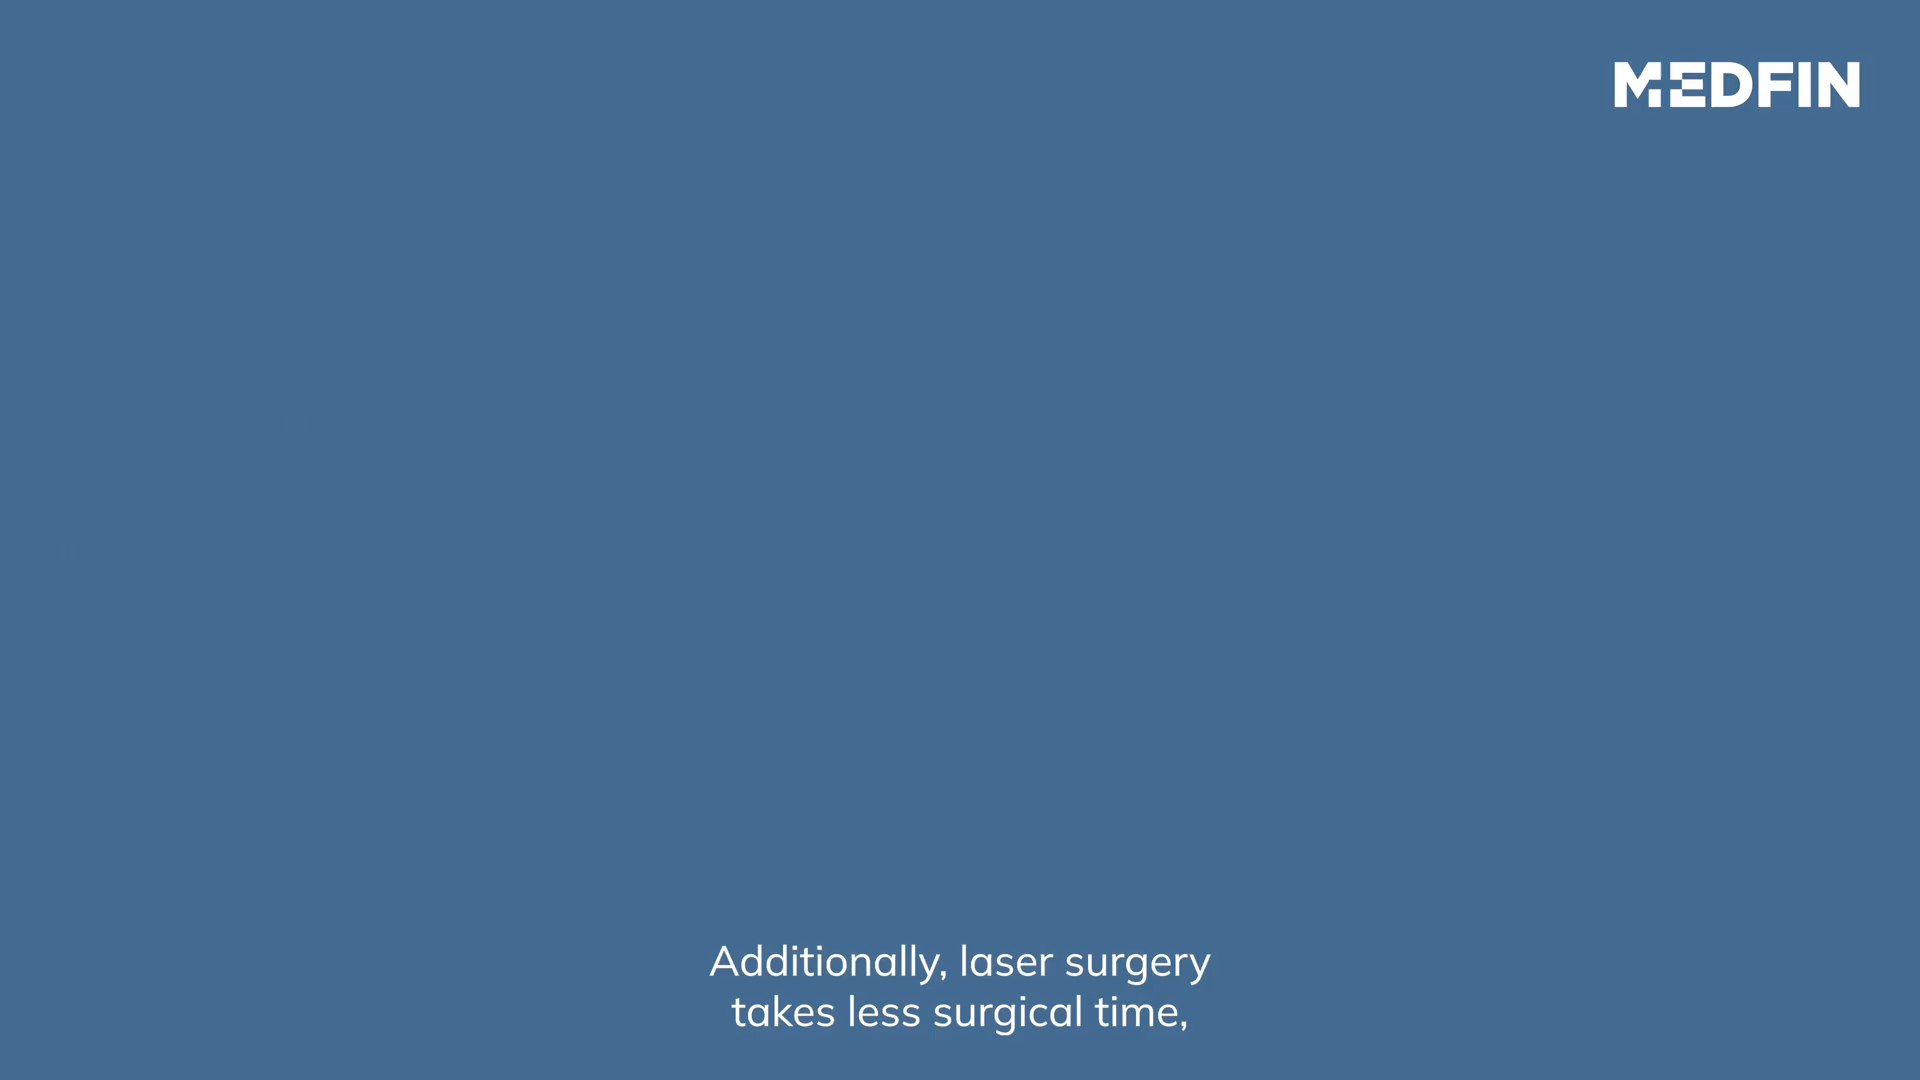 MEDFIN
Additionally, laser surgery
takes less surgical time,